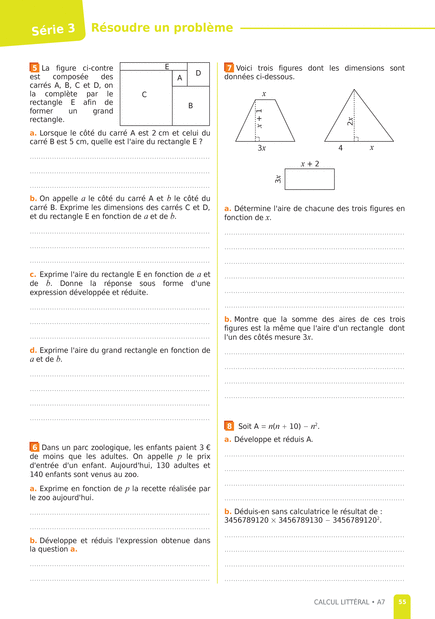 Série 3
Résoudre un problème
5 La figure ci-contre
est composée des
carrés A, B, C et D, on
la complète par le
rectangle E afin de
former un grand
rectangle.
E
A
D
C
B
a. Lorsque le côté du carré A est 2 cm et celui du
carré B est 5 cm, quelle est l'aire du rectangle E ?
b. On appelle a le côté du carré A et b le côté du
carré B. Exprime les dimensions des carrés C et D,
et du rectangle E en fonction de a et de b.
c. Exprime l'aire du rectangle E en fonction de a et
de b. Donne la réponse sous forme d'une
expression développée et réduite.
d. Exprime l'aire du grand rectangle en fonction de
a et de b.
6 Dans un parc zoologique, les enfants paient 3 €
de moins que les adultes. On appelle p le prix
d'entrée d'un enfant. Aujourd'hui, 130 adultes et
140 enfants sont venus au zoo.
a. Exprime en fonction de p la recette réalisée par
le zoo aujourd'hui.
b. Développe et réduis l'expression obtenue dans
la question a.
7 Voici trois figures dont les dimensions sont
données ci-dessous.
x
x + 1
3x
2x
4 x
x + 2
3x
a. Détermine l'aire de chacune des trois figures en
fonction de x.
b. Montre que la somme des aires de ces trois
figures est la même que l'aire d'un rectangle dont
l'un des côtés mesure 3x.
8 Soit A = n(n + 10) − n².
a. Développe et réduis A.
b. Déduis-en sans calculatrice le résultat de :
3456789120 × 3456789130 − 3456789120².
CALCUL LITTÉRAL • A7
55